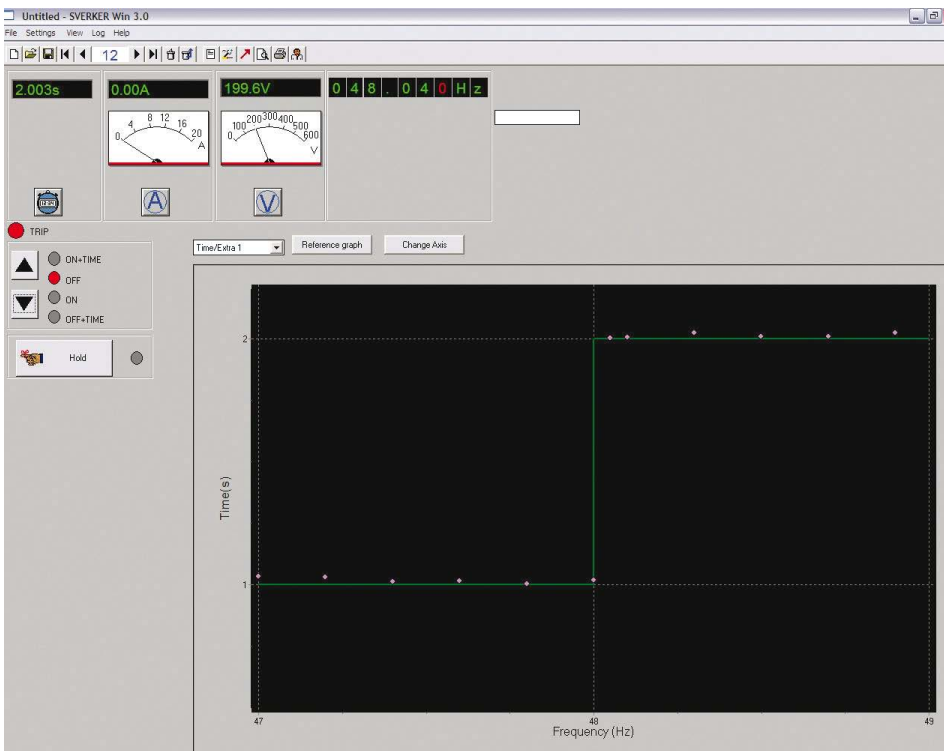 Untitled - SVERKER Win 3.0
File Settings View Log Help
12
2.003s
0.00A
199.6V
048.040Hz
0 4 8 12 16 20
A
0 100 200 300 400 500 600
V
A
V
TRIP
Time/Extra 1
Reference graph
Change Axis
ON+TIME
OFF
ON
OFF+TIME
Hold
2
Time(s)
1
47 48 49
Frequency (Hz)